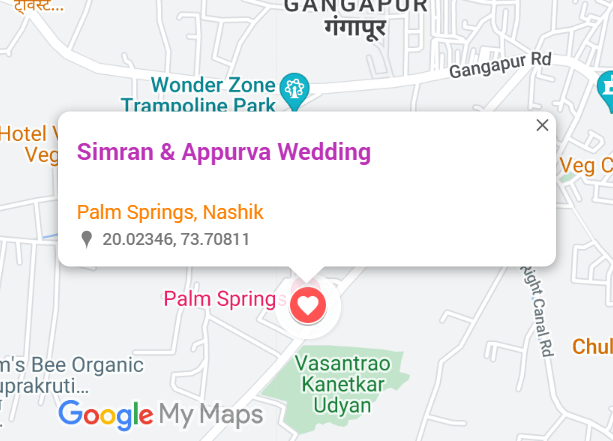 GANGAPUR
गंगापूर
Gangapur Rd
Wonder Zone
Trampoline Park
Hotel V
Veg
Simran & Appurva Wedding
Palm Springs, Nashik
20.02346, 73.70811
Veg C
Palm Springs
Right Canal Rd
Chul
m's Bee Organic
uprakruti...
Vasantrao
Kanetkar
Udyan
Google My Maps